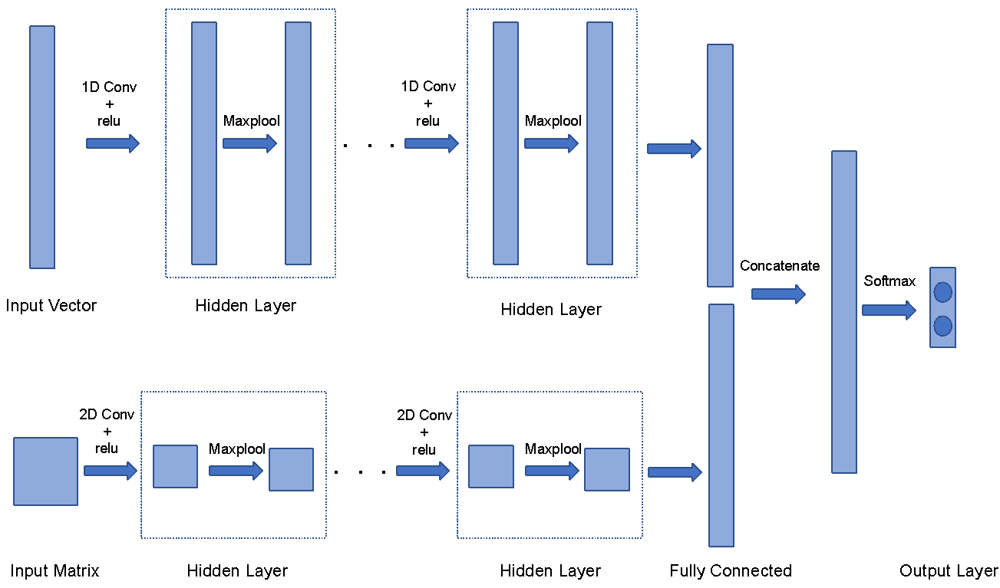 1D Conv
+
relu
Maxplool
1D Conv
+
relu
Maxplool
Concatenate
Softmax
Input Vector
Hidden Layer
Hidden Layer
2D Conv
+
relu
Maxplool
2D Conv
+
relu
Maxplool
Input Matrix
Hidden Layer
Hidden Layer
Fully Connected
Output Layer